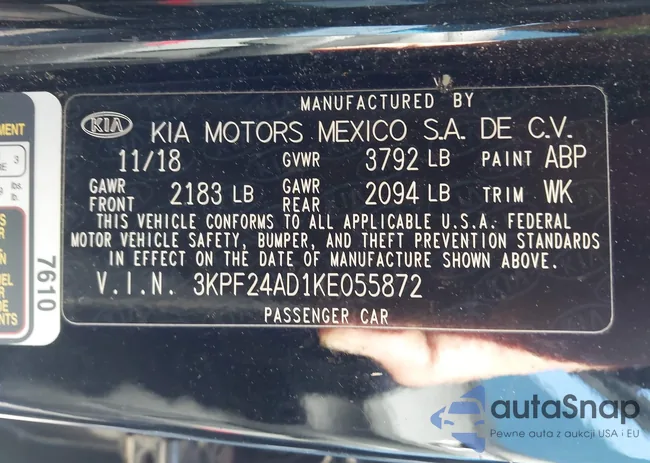 MANUFACTURED BY
KIA KIA MOTORS MEXICO S.A. DE C.V.
11/18 GVWR 3792 LB PAINT ABP
GAWR FRONT 2183 LB GAWR REAR 2094 LB TRIM WK
THIS VEHICLE CONFORMS TO ALL APPLICABLE U.S.A. FEDERAL
MOTOR VEHICLE SAFETY, BUMPER, AND THEFT PREVENTION STANDARDS
IN EFFECT ON THE DATE OF MANUFACTURE SHOWN ABOVE.
V.I.N. 3KPF24AD1KE055872
PASSENGER CAR
7610
3
lbs.
autaSnap
Pewne auta z aukcji USA i EU